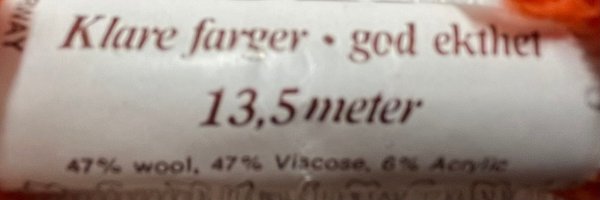 Klare farger • god ekthet
13,5 meter
47% wool, 47% Viscose, 6% Acrylic